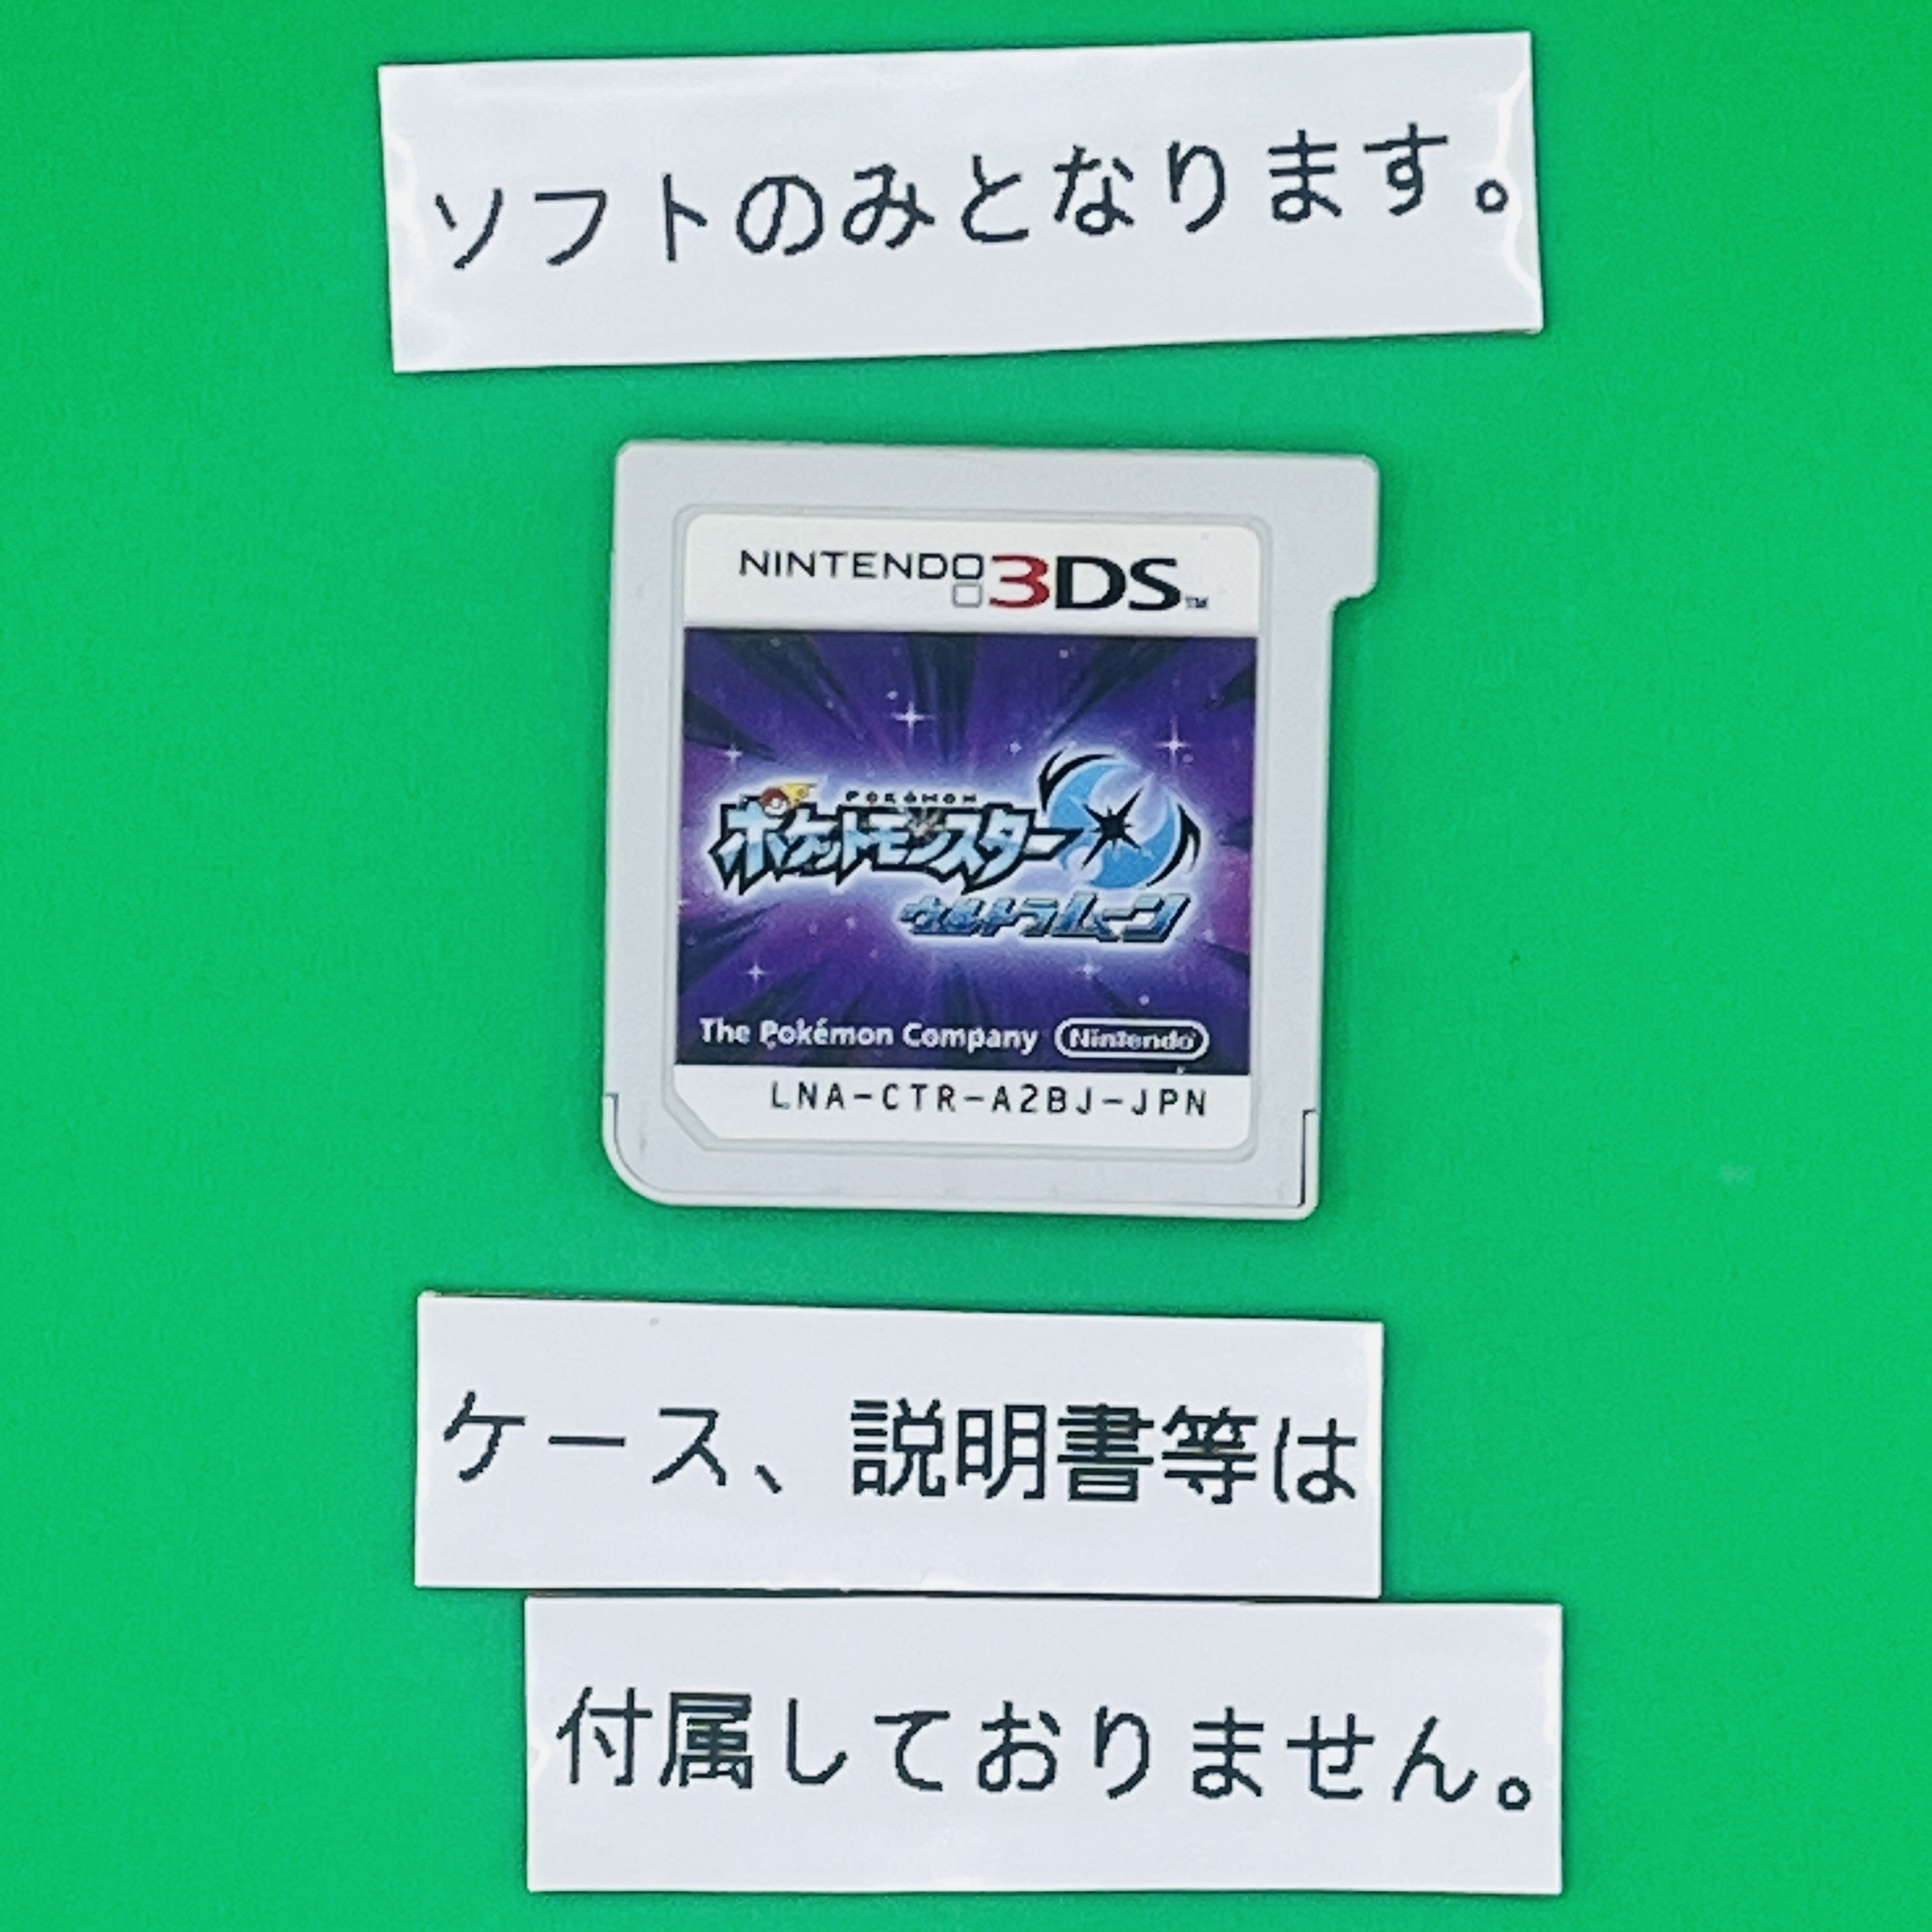 ソフトのみとなります。
NINTENDO 3DS™
POKÉMON
ポケットモンスター
ウルトラムーン
The Pokémon Company Nintendo
LNA-CTR-A2BJ-JPN
ケース、説明書等は
付属しておりません。